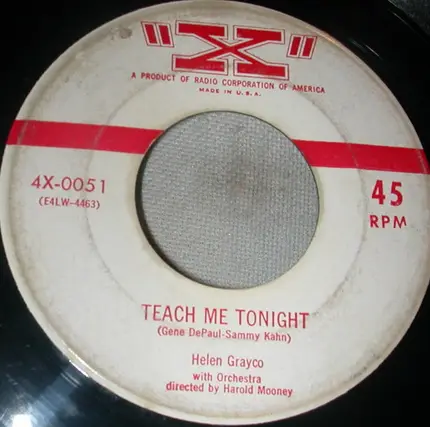 "X"
A PRODUCT OF RADIO CORPORATION OF AMERICA
MADE IN U.S.A.
4X-0051
(E4LW-4463)
45
RPM
TEACH ME TONIGHT
(Gene DePaul-Sammy Kahn)
Helen Grayco
with Orchestra
directed by Harold Mooney